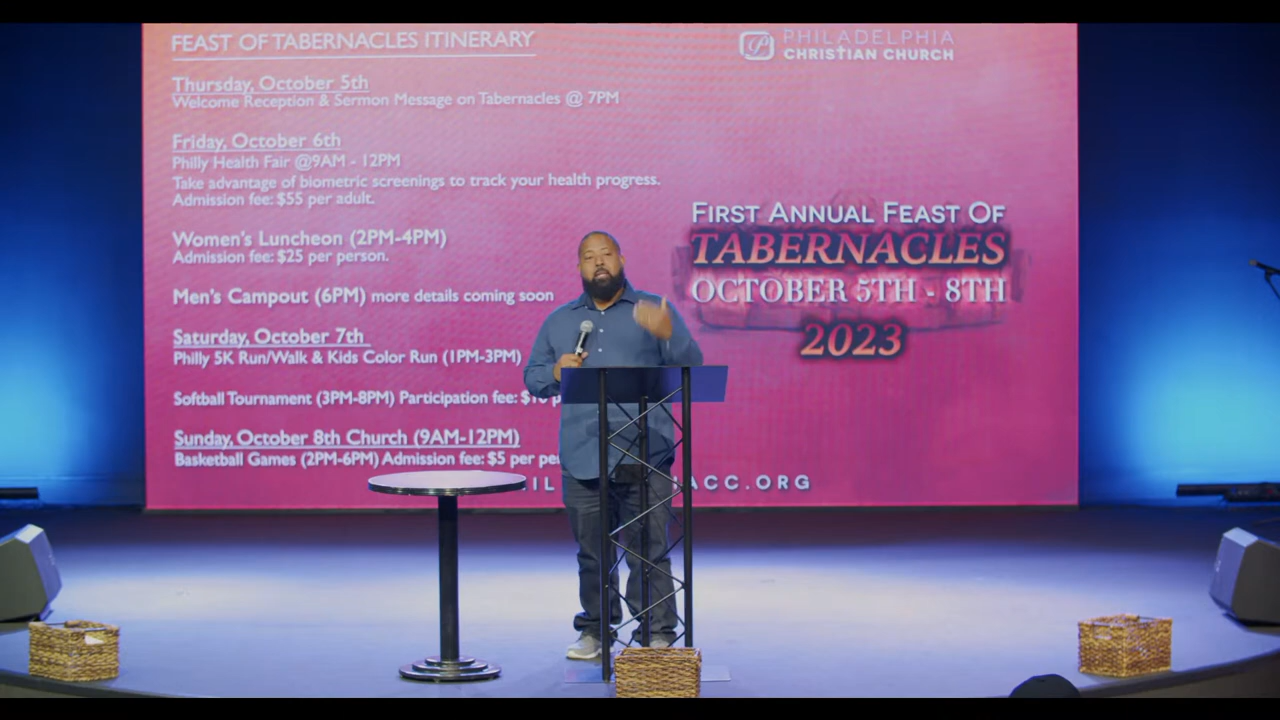 FEAST OF TABERNACLES ITINERARY
PHILADELPHIA
CHRISTIAN CHURCH
Thursday, October 5th
Welcome Reception & Sermon Message on Tabernacles @ 7PM
Friday, October 6th
Philly Health Fair @9AM - 12PM
Take advantage of biometric screenings to track your health progress.
Admission fee: $55 per adult.
Women's Luncheon (2PM-4PM)
Admission fee: $25 per person.
Men's Campout (6PM) more details coming soon
Saturday, October 7th
Philly 5K Run/Walk & Kids Color Run (1PM-3PM)
Softball Tournament (3PM-8PM) Participation fee:
Sunday, October 8th Church (9AM-12PM)
Basketball Games (2PM-6PM) Admission fee: $5 per
FIRST ANNUAL FEAST OF
TABERNACLES
OCTOBER 5TH - 8TH
2023
ACC.ORG